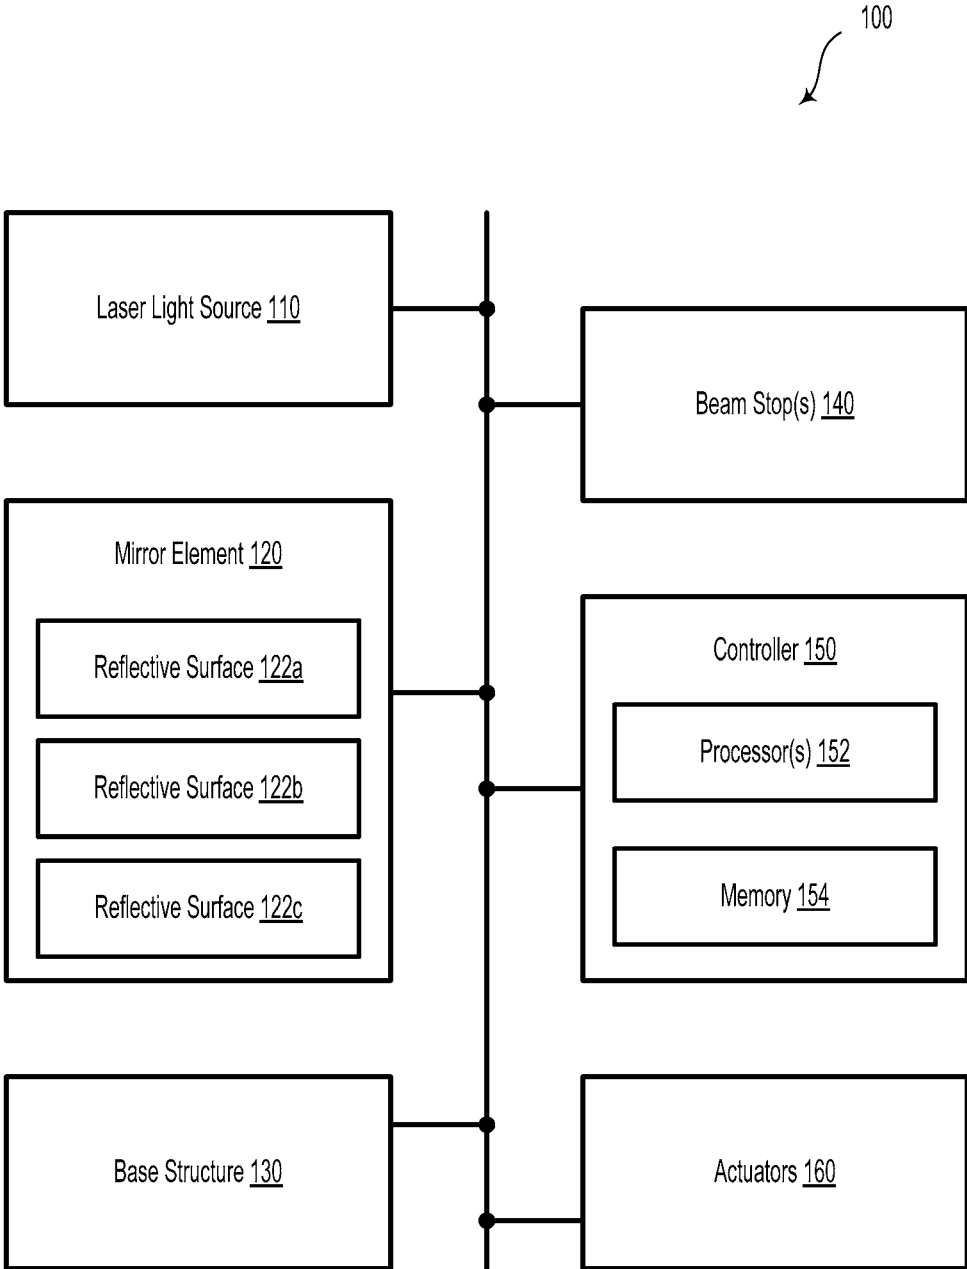 100
Laser Light Source 110
Beam Stop(s) 140
Mirror Element 120
Reflective Surface 122a
Reflective Surface 122b
Reflective Surface 122c
Controller 150
Processor(s) 152
Memory 154
Base Structure 130
Actuators 160